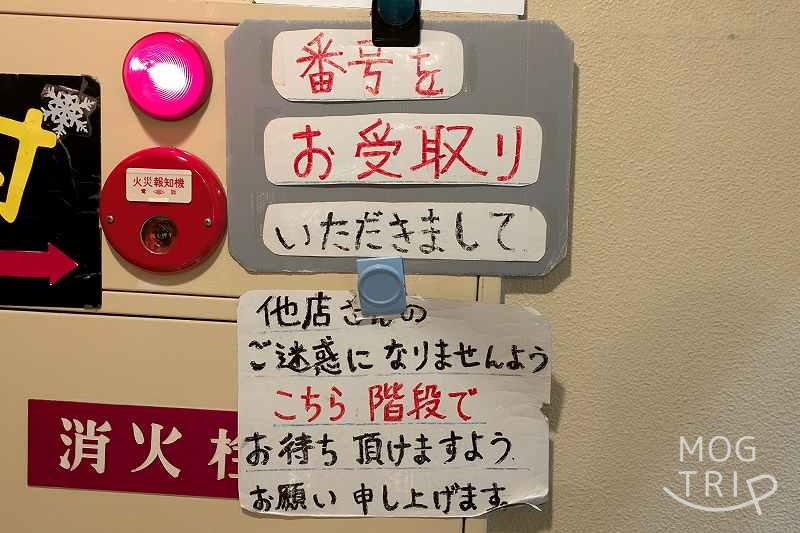 番号を
お受取り
いただきまして
他店さんの
ご迷惑になりませんよう
こちら階段で
お待ち頂けますよう
お願い申し上げます。
火災報知機
消火栓
MOG
TRIP